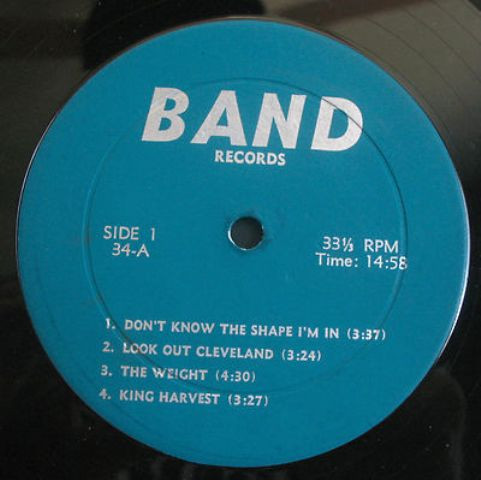 BAND
RECORDS
SIDE 1
34-A
33⅓ RPM
Time: 14:58
1. DON'T KNOW THE SHAPE I'M IN (3:37)
2. LOOK OUT CLEVELAND (3:24)
3. THE WEIGHT (4:30)
4. KING HARVEST (3:27)